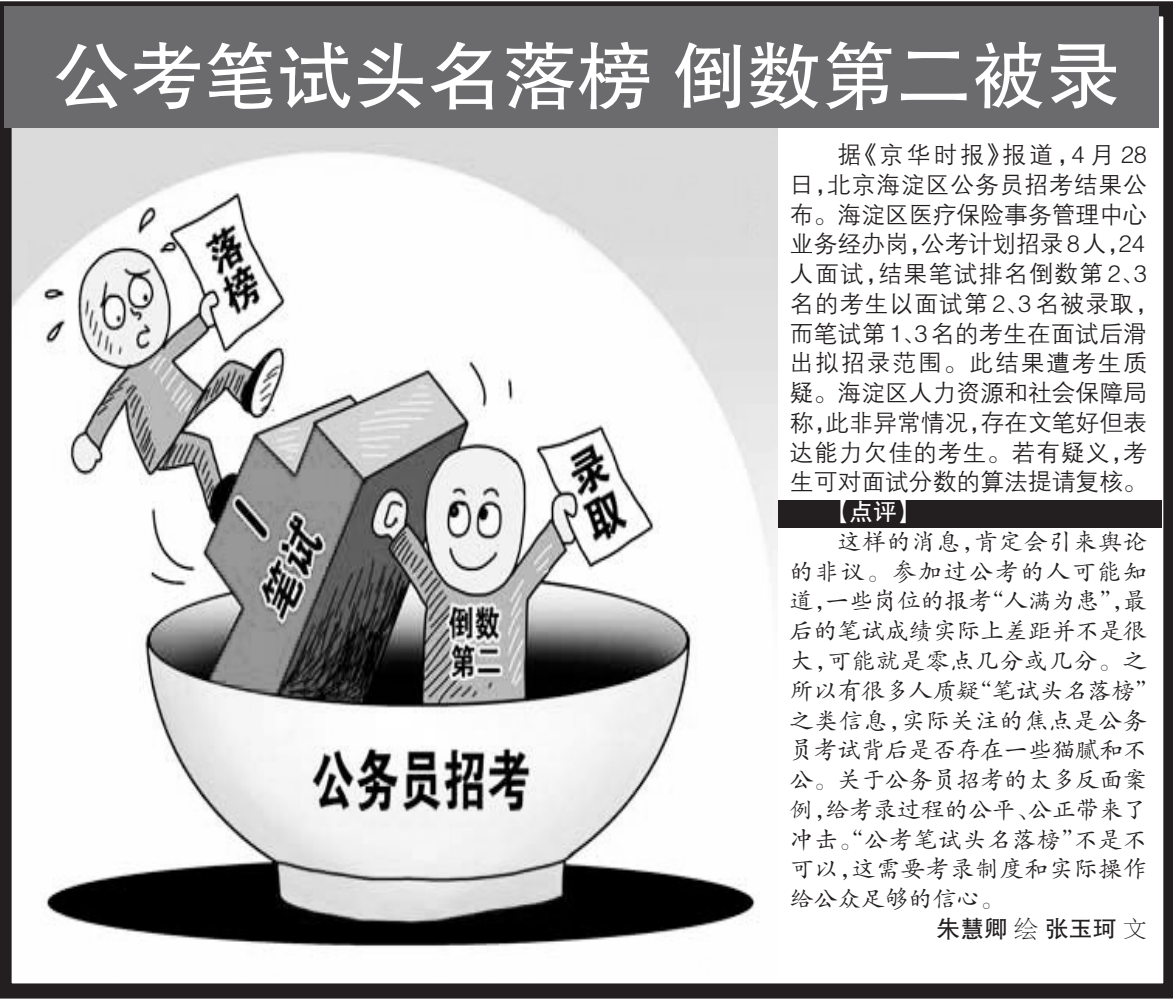 公考笔试头名落榜 倒数第二被录
落榜
1
笔试
录取
倒数
第二
公务员招考
据《京华时报》报道,4月28
日,北京海淀区公务员招考结果公
布。海淀区医疗保险事务管理中心
业务经办岗,公考计划招录8人,24
人面试,结果笔试排名倒数第2、3
名的考生以面试第2、3名被录取,
而笔试第1、3名的考生在面试后滑
出拟招录范围。此结果遭考生质
疑。海淀区人力资源和社会保障局
称,此非异常情况,存在文笔好但表
达能力欠佳的考生。若有疑义,考
生可对面试分数的算法提请复核。
【点评】
这样的消息,肯定会引来舆论
的非议。参加过公考的人可能知
道,一些岗位的报考“人满为患”,最
后的笔试成绩实际上差距并不是很
大,可能就是零点几分或几分。之
所以有很多人质疑“笔试头名落榜”
之类信息,实际关注的焦点是公务
员考试背后是否存在一些猫腻和不
公。关于公务员招考的太多反面案
例,给考录过程的公平、公正带来了
冲击。“公考笔试头名落榜”不是不
可以,这需要考录制度和实际操作
给公众足够的信心。
朱慧卿 绘 张玉珂 文